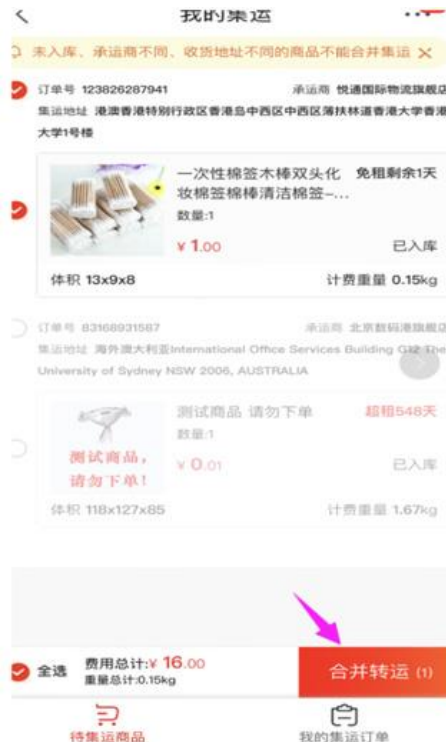 我的集运
未入库、承运商不同、收货地址不同的商品不能合并集运
订单号 123826287941 承运商 悦通国际物流旗舰店
集运地址 港澳香港特别行政区香港岛中西区中西区薄扶林道香港大学香港
大学1号楼
一次性棉签木棒双头化 免租剩余1天
妆棉签棉棒清洁棉签–...
数量:1
¥ 1.00 已入库
体积 13x9x8 计费重量 0.15kg
订单号 83168931587 承运商 北京数码港旗舰店
集运地址 海外澳大利亚International Office Services Building G12 The
University of Sydney NSW 2006, AUSTRALIA
测试商品 请勿下单 超租548天
数量:1
测试商品，
请勿下单！
¥ 0.01 已入库
体积 118x127x85 计费重量 1.67kg
全选 费用总计:¥ 16.00
重量总计:0.15kg
合并转运 (1)
待集运商品 我的集运订单